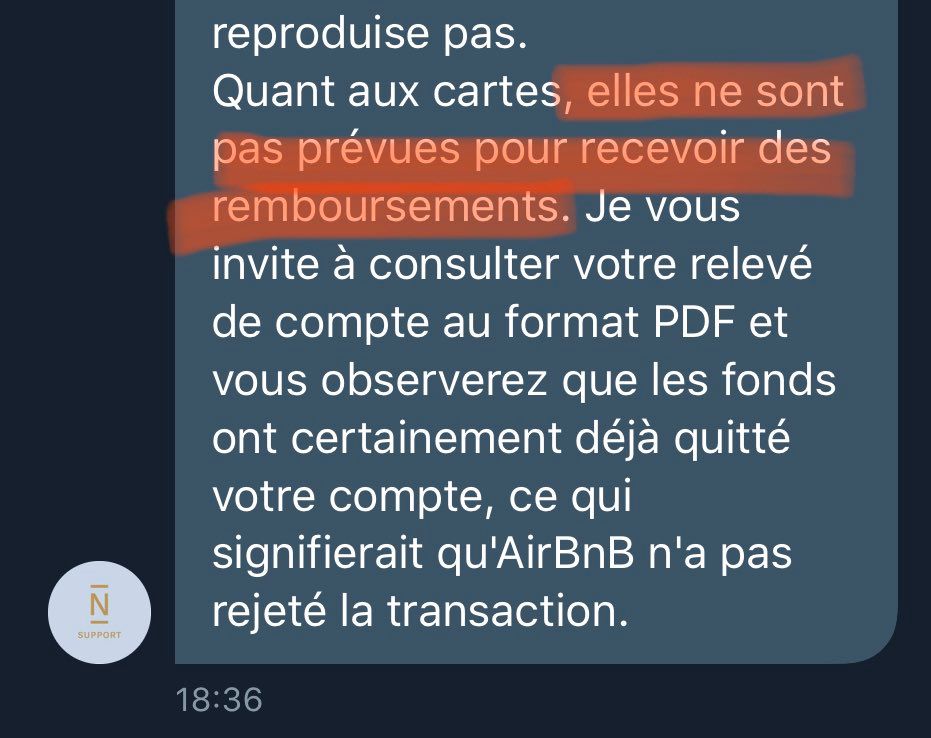 reproduise pas.
Quant aux cartes, elles ne sont
pas prévues pour recevoir des
remboursements. Je vous
invite à consulter votre relevé
de compte au format PDF et
vous observerez que les fonds
ont certainement déjà quitté
votre compte, ce qui
signifierait qu'AirBnB n'a pas
rejeté la transaction.
N
SUPPORT
18:36